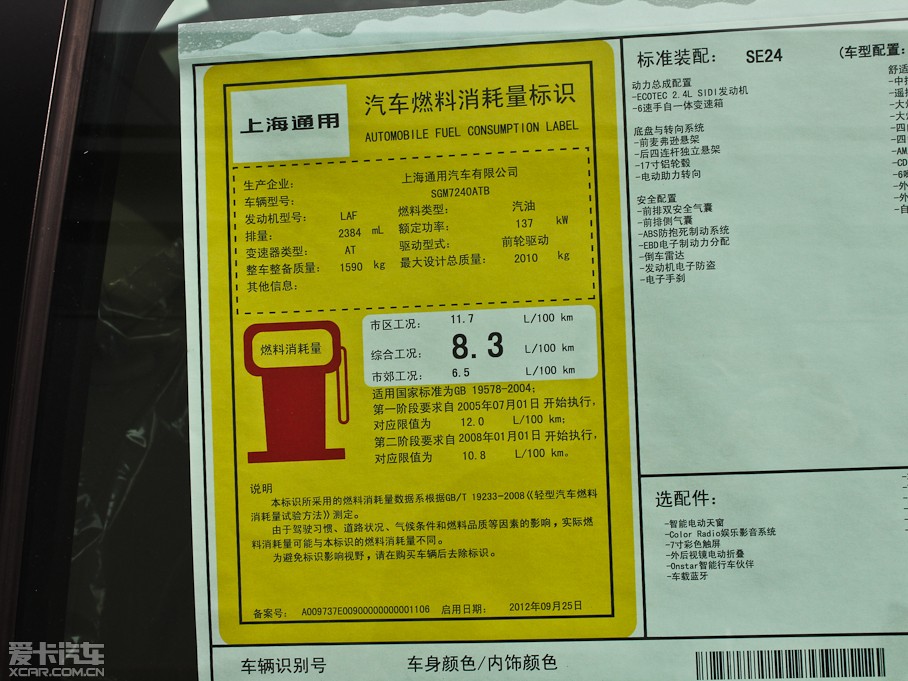 上海通用
汽车燃料消耗量标识
AUTOMOBILE FUEL CONSUMPTION LABEL
生产企业： 上海通用汽车有限公司
车辆型号： SGM7240ATB
发动机型号： LAF 燃料类型： 汽油
排量： 2384 mL 额定功率： 137 kW
变速器类型： AT 驱动型式： 前轮驱动
整车整备质量： 1590 kg 最大设计总质量： 2010 kg
其他信息：
燃料消耗量
市区工况： 11.7 L/100 km
综合工况： 8.3 L/100 km
市郊工况： 6.5 L/100 km
适用国家标准为GB 19578-2004；
第一阶段要求自2005年07月01日 开始执行，
对应限值为 12.0 L/100 km；
第二阶段要求自2008年01月01日 开始执行，
对应限值为 10.8 L/100 km。
说明
本标识所采用的燃料消耗量数据系根据GB/T 19233-2008《轻型汽车燃料
消耗量试验方法》测定。
由于驾驶习惯、道路状况、气候条件和燃料品质等因素的影响，实际燃
料消耗量可能与本标识的燃料消耗量不同。
为避免标识影响视野，请在购买车辆后去除标识。
备案号： A009737E00900000000001106 启用日期： 2012年09月25日
车辆识别号 车身颜色/内饰颜色
标准装配： SE24 (车型配置：
动力总成配置
-ECOTEC 2.4L SIDI发动机
-6速手自一体变速箱
底盘与转向系统
-前麦弗逊悬架
-后四连杆独立悬架
-17寸铝轮毂
-电动助力转向
安全配置
-前排双安全气囊
-前排侧气囊
-ABS防抱死制动系统
-EBD电子制动力分配
-倒车雷达
-发动机电子防盗
-电子手刹
舒适
-中
-遥
-大
-大
-四
-四
-AM
-CD
-6
-外
-外
-自
选配件：
-智能电动天窗
-Color Radio娱乐影音系统
-7寸彩色触屏
-外后视镜电动折叠
-Onstar智能行车伙伴
-车载蓝牙
爱卡汽车
XCAR.COM.CN